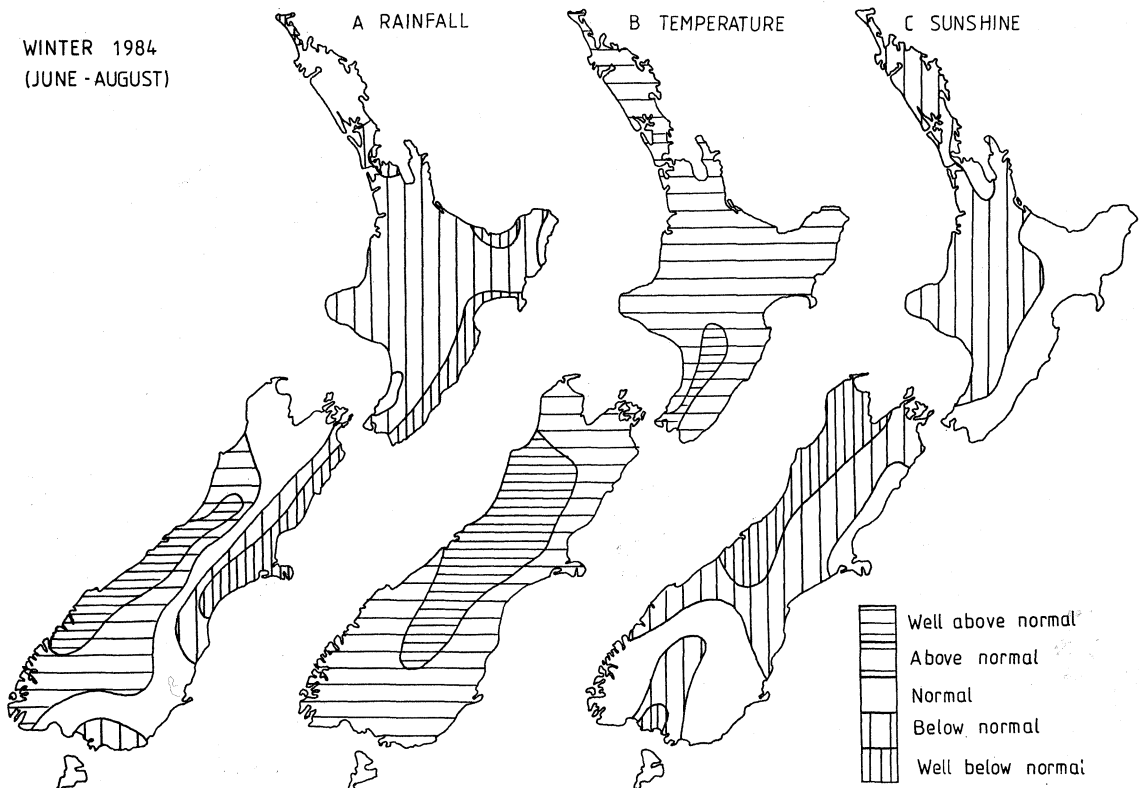 WINTER 1984
(JUNE - AUGUST)
A RAINFALL
B TEMPERATURE
C SUNSHINE
Well above normal
Above normal
Normal
Below normal
Well below normal